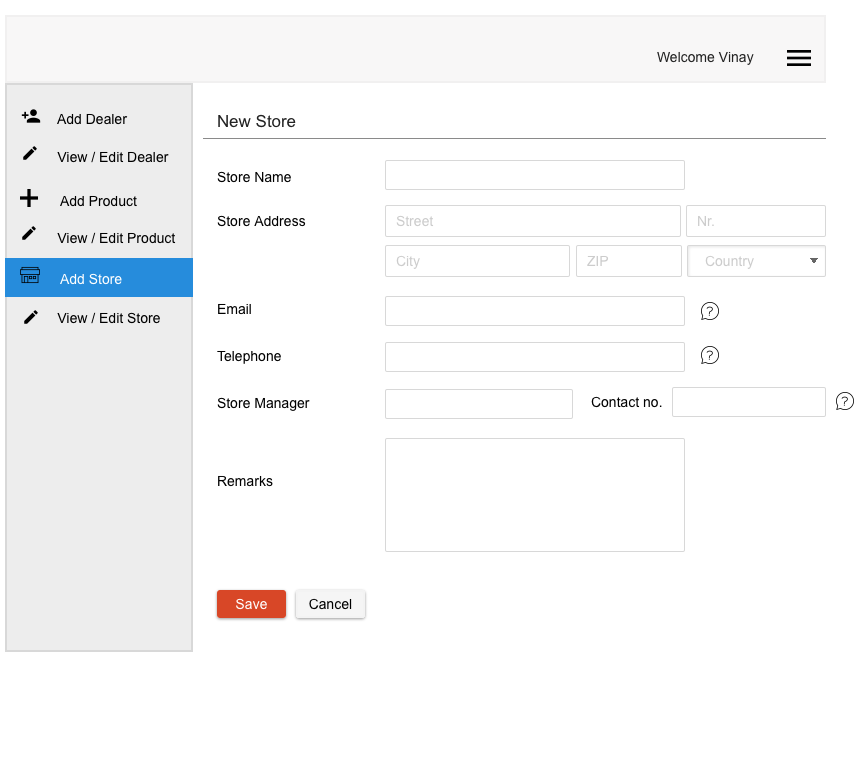 Welcome Vinay
Add Dealer
View / Edit Dealer
Add Product
View / Edit Product
Add Store
View / Edit Store
New Store
Store Name
Store Address
Street
Nr.
City
ZIP
Country
Email
?
Telephone
?
Store Manager
Contact no.
?
Remarks
Save
Cancel